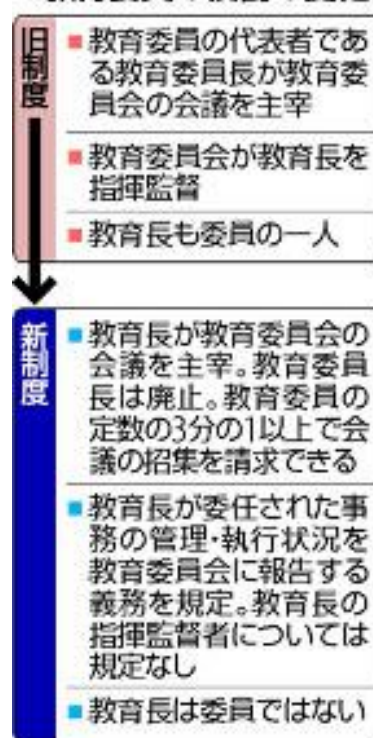 旧制度
■教育委員の代表者であ
る教育委員長が教育委
員会の会議を主宰
■教育委員会が教育長を
指揮監督
■教育長も委員の一人
新制度
■教育長が教育委員会の
会議を主宰。教育委員
長は廃止。教育委員の
定数の3分の1以上で会
議の招集を請求できる
■教育長が委任された事
務の管理・執行状況を
教育委員会に報告する
義務を規定。教育長の
指揮監督者については
規定なし
■教育長は委員ではない